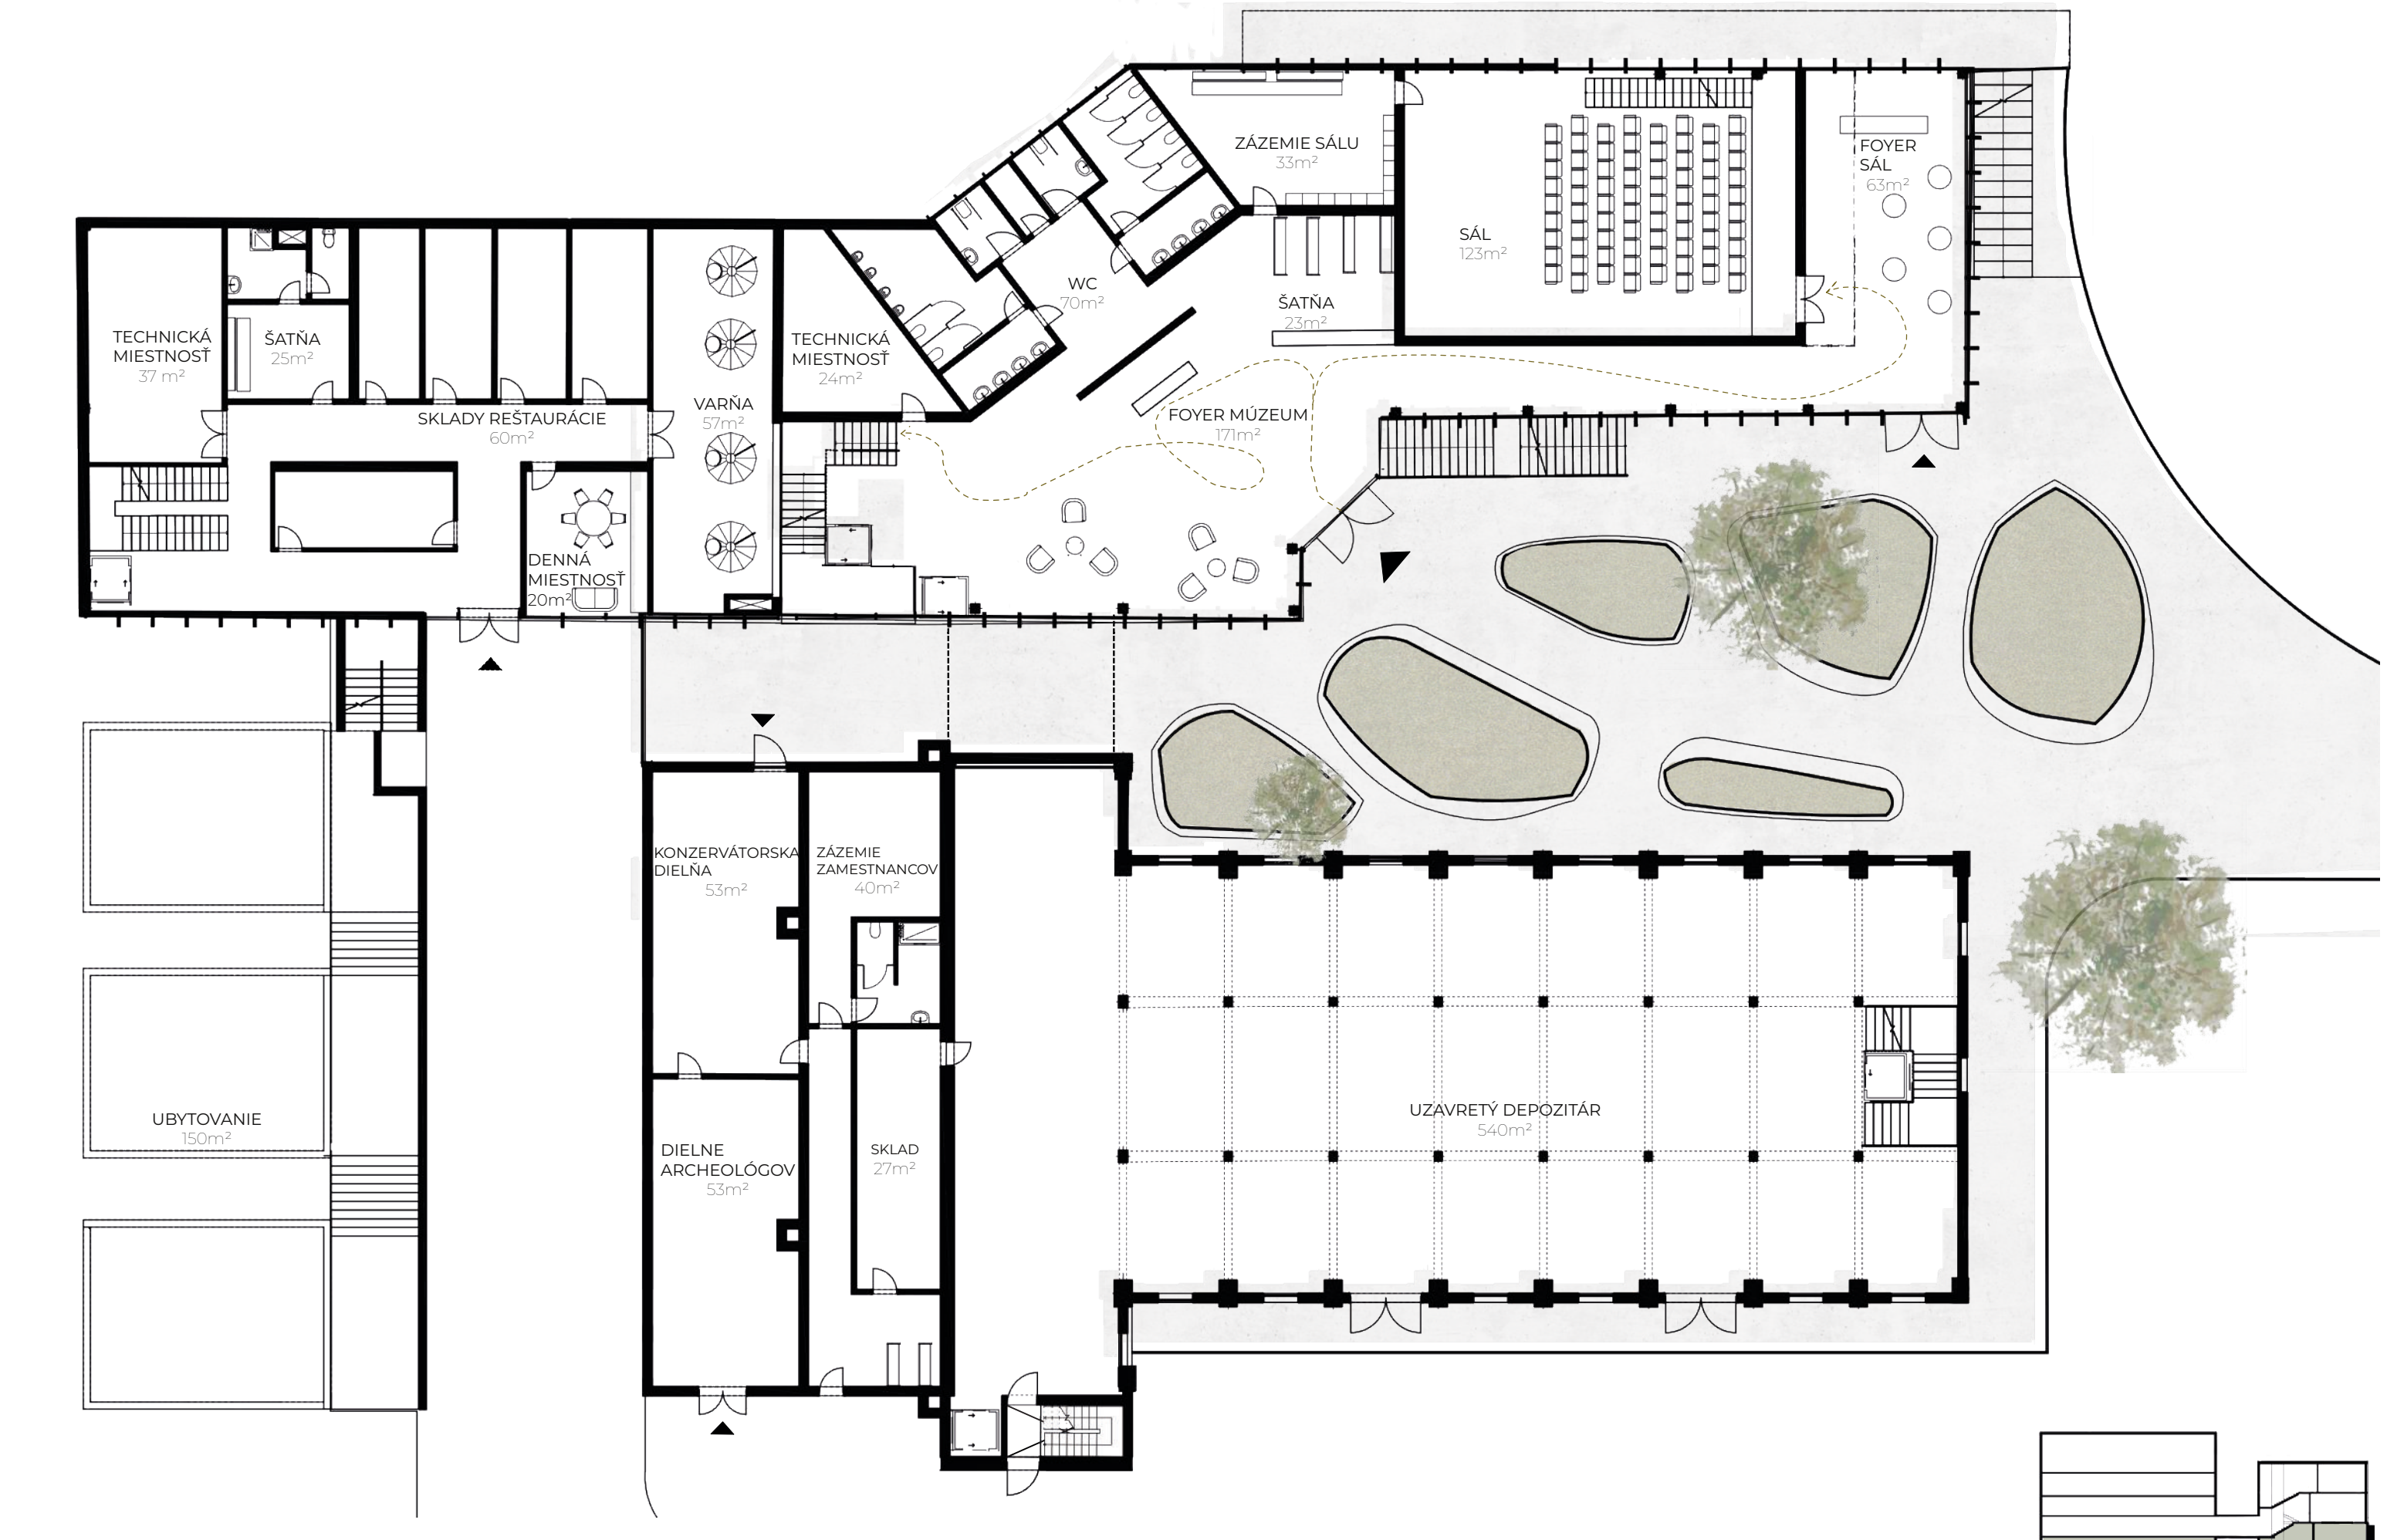 ZÁZEMIE SÁLU
33m²
FOYER
SÁL
63m²
SÁL
123m²
WC
70m²
ŠATŇA
23m²
TECHNICKÁ
MIESTNOSŤ
37 m²
ŠATŇA
25m²
TECHNICKÁ
MIESTNOSŤ
24m²
VARŇA
57m²
SKLADY REŠTAURÁCIE
60m²
FOYER MÚZEUM
171m²
DENNÁ
MIESTNOSŤ
20m²
KONZERVÁTORSKA
DIELŇA
53m²
ZÁZEMIE
ZAMESTNANCOV
40m²
UBYTOVANIE
150m²
DIELNE
ARCHEOLÓGOV
53m²
SKLAD
27m²
UZAVRETÝ DEPOZITÁR
540m²